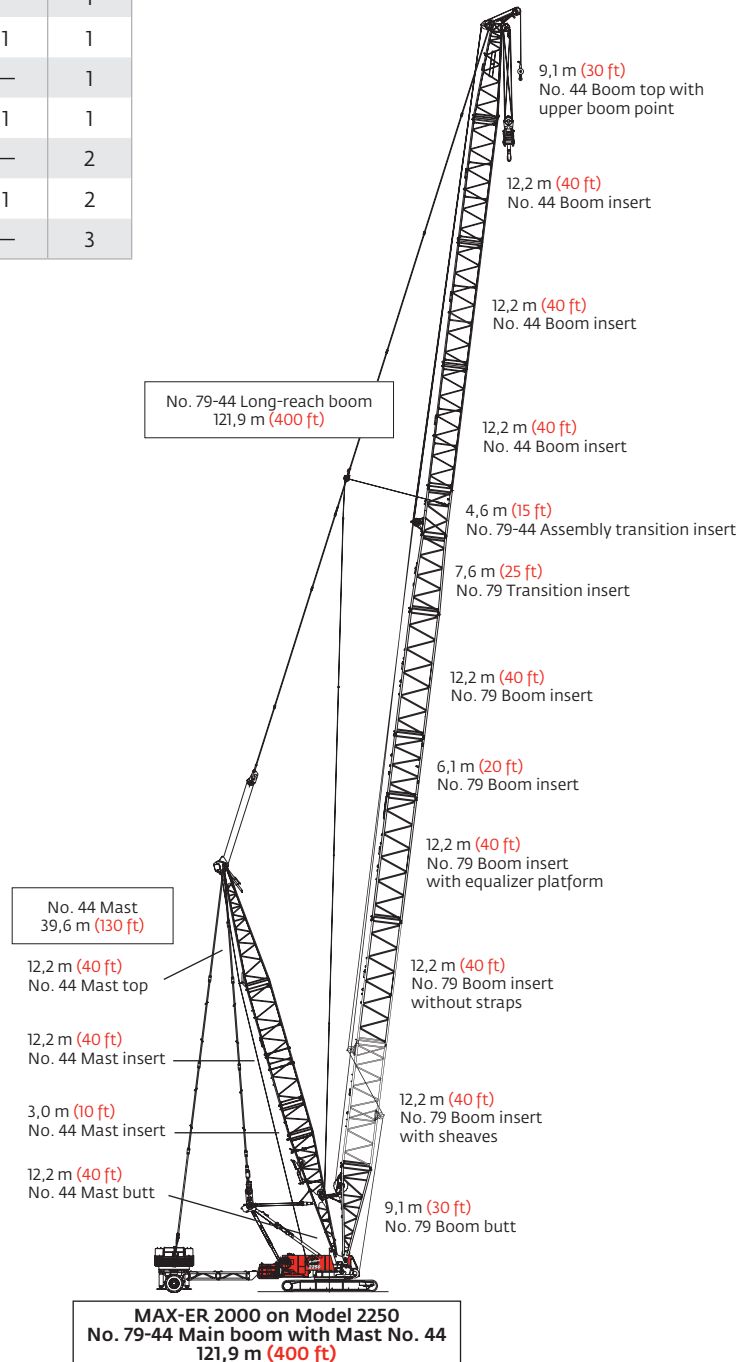 1
1 1
— 1
1 1
— 2
1 2
— 3
9,1 m (30 ft)
No. 44 Boom top with
upper boom point
12,2 m (40 ft)
No. 44 Boom insert
12,2 m (40 ft)
No. 44 Boom insert
No. 79-44 Long-reach boom
121,9 m (400 ft)
12,2 m (40 ft)
No. 44 Boom insert
4,6 m (15 ft)
No. 79-44 Assembly transition insert
7,6 m (25 ft)
No. 79 Transition insert
12,2 m (40 ft)
No. 79 Boom insert
6,1 m (20 ft)
No. 79 Boom insert
12,2 m (40 ft)
No. 79 Boom insert
with equalizer platform
No. 44 Mast
39,6 m (130 ft)
12,2 m (40 ft)
No. 44 Mast top
12,2 m (40 ft)
No. 79 Boom insert
without straps
12,2 m (40 ft)
No. 44 Mast insert
3,0 m (10 ft)
No. 44 Mast insert
12,2 m (40 ft)
No. 79 Boom insert
with sheaves
12,2 m (40 ft)
No. 44 Mast butt
9,1 m (30 ft)
No. 79 Boom butt
2250
MAX-ER 2000 on Model 2250
No. 79-44 Main boom with Mast No. 44
121,9 m (400 ft)